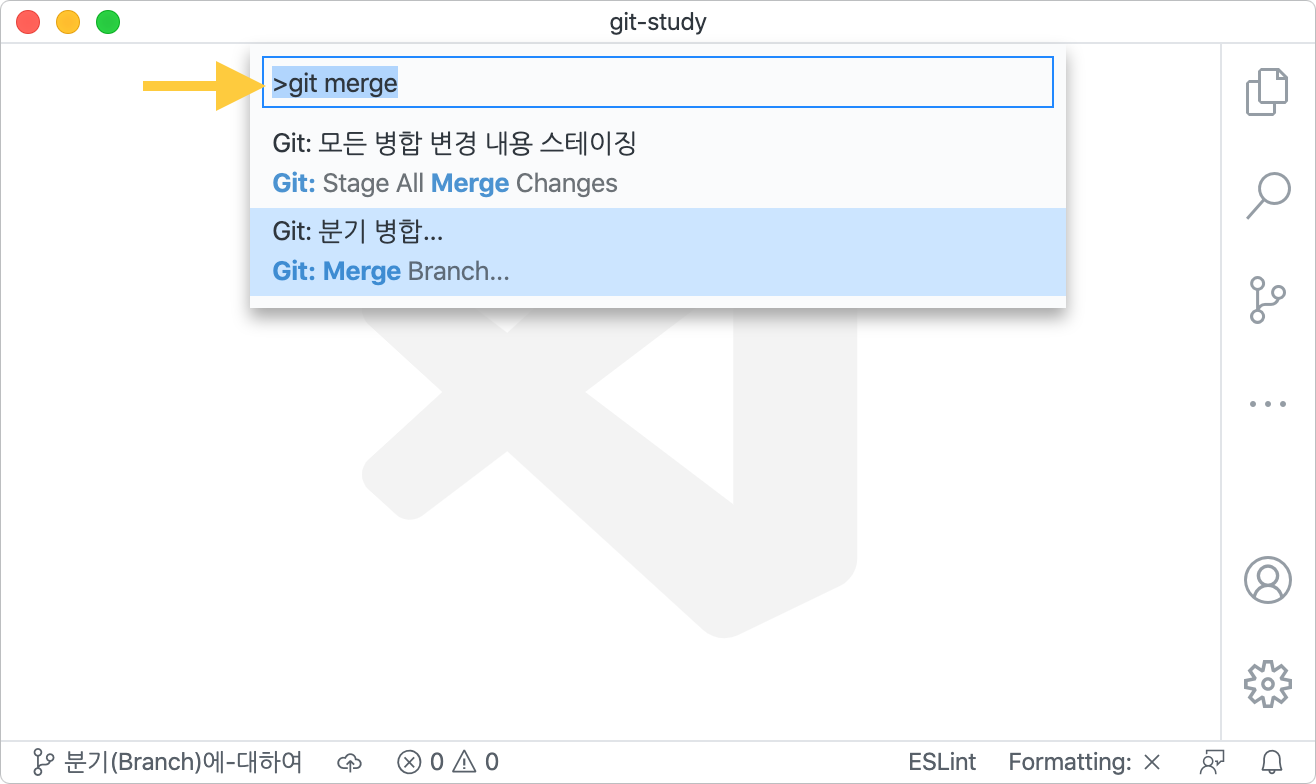 git-study
>git merge
Git: 모든 병합 변경 내용 스테이징
Git: Stage All Merge Changes
Git: 분기 병합...
Git: Merge Branch...
분기(Branch)에-대하여 0 0 ESLint Formatting: